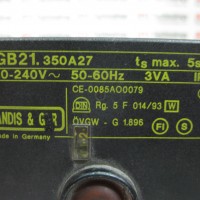 GB21.350A27
0-240V~ 50-60Hz 3VA
ts max. 5s
CE-0085AO0079
DIN Rg. 5 F 014/93 W
ÖVGW - G 1.896 FI S
ANDIS & GYR
Made in Germany